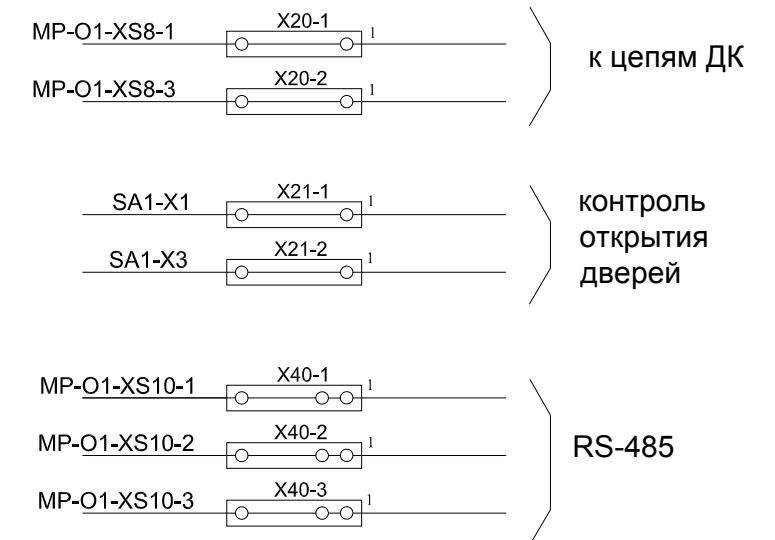 MP-O1-XS8-1 X20-1 1
MP-O1-XS8-3 X20-2 1
к цепям ДК
SA1-X1 X21-1 1
SA1-X3 X21-2 1
контроль
открытия
дверей
MP-O1-XS10-1 X40-1 1
MP-O1-XS10-2 X40-2 1
MP-O1-XS10-3 X40-3 1
RS-485